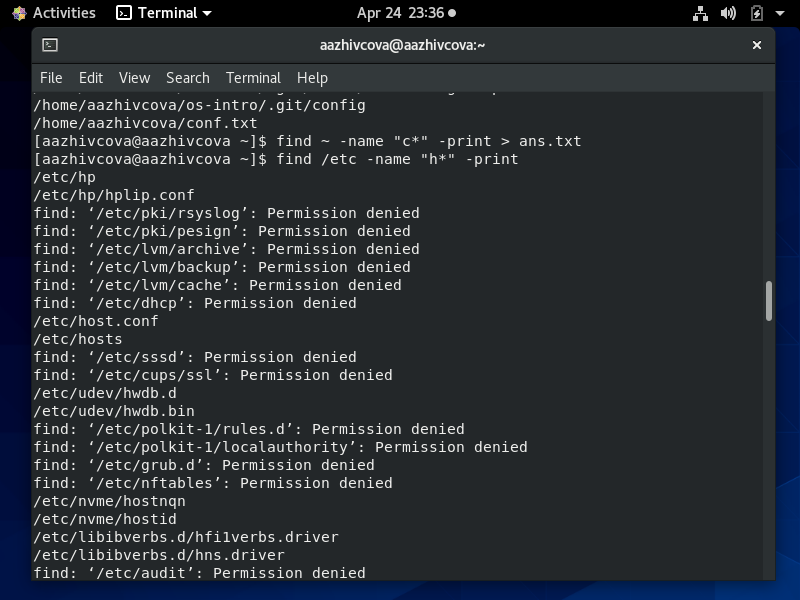 Activities Terminal Apr 24 23:36
aazhivcova@aazhivcova:~
File Edit View Search Terminal Help
/home/aazhivcova/os-intro/.git/config
/home/aazhivcova/conf.txt
[aazhivcova@aazhivcova ~]$ find ~ -name "c*" -print > ans.txt
[aazhivcova@aazhivcova ~]$ find /etc -name "h*" -print
/etc/hp
/etc/hp/hplip.conf
find: ‘/etc/pki/rsyslog’: Permission denied
find: ‘/etc/pki/pesign’: Permission denied
find: ‘/etc/lvm/archive’: Permission denied
find: ‘/etc/lvm/backup’: Permission denied
find: ‘/etc/lvm/cache’: Permission denied
find: ‘/etc/dhcp’: Permission denied
/etc/host.conf
/etc/hosts
find: ‘/etc/sssd’: Permission denied
find: ‘/etc/cups/ssl’: Permission denied
/etc/udev/hwdb.d
/etc/udev/hwdb.bin
find: ‘/etc/polkit-1/rules.d’: Permission denied
find: ‘/etc/polkit-1/localauthority’: Permission denied
find: ‘/etc/grub.d’: Permission denied
find: ‘/etc/nftables’: Permission denied
/etc/nvme/hostnqn
/etc/nvme/hostid
/etc/libibverbs.d/hfi1verbs.driver
/etc/libibverbs.d/hns.driver
find: ‘/etc/audit’: Permission denied